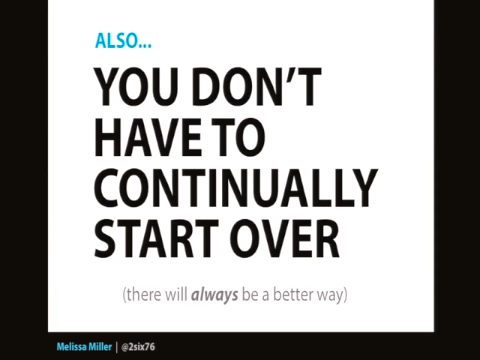 ALSO...
YOU DON'T
HAVE TO
CONTINUALLY
START OVER
(there will always be a better way)
Melissa Miller | @2six76